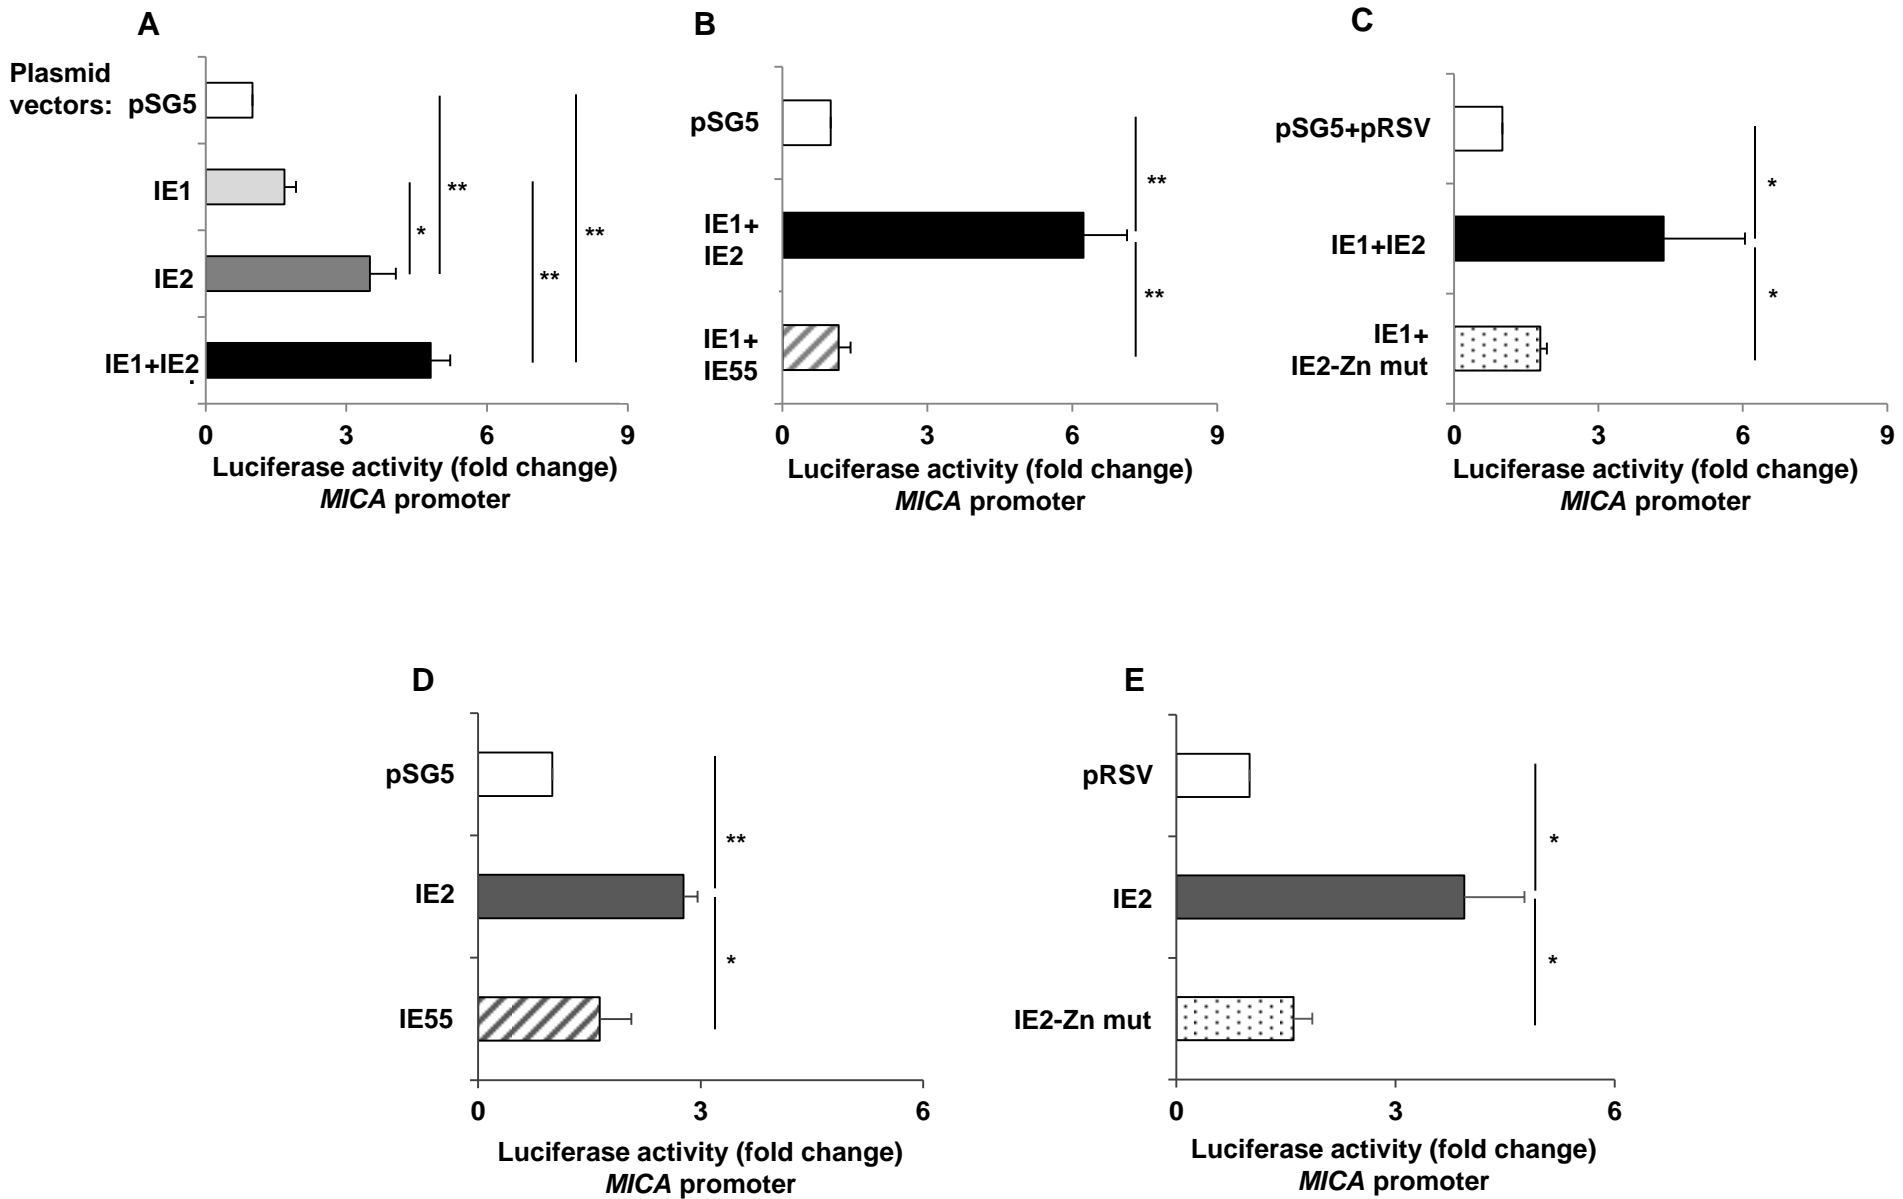 A
Plasmid
vectors:
pSG5
IE1
IE2
IE1+IE2
.
*
**
**
**
0 3 6 9
Luciferase activity (fold change)
MICA promoter
B
pSG5
IE1+
IE2
IE1+
IE55
**
**
0 3 6 9
Luciferase activity (fold change)
MICA promoter
C
pSG5+pRSV
IE1+IE2
IE1+
IE2-Zn mut
*
*
0 3 6 9
Luciferase activity (fold change)
MICA promoter
D
pSG5
IE2
IE55
**
*
0 3 6
Luciferase activity (fold change)
MICA promoter
E
pRSV
IE2
IE2-Zn mut
*
*
0 3 6
Luciferase activity (fold change)
MICA promoter